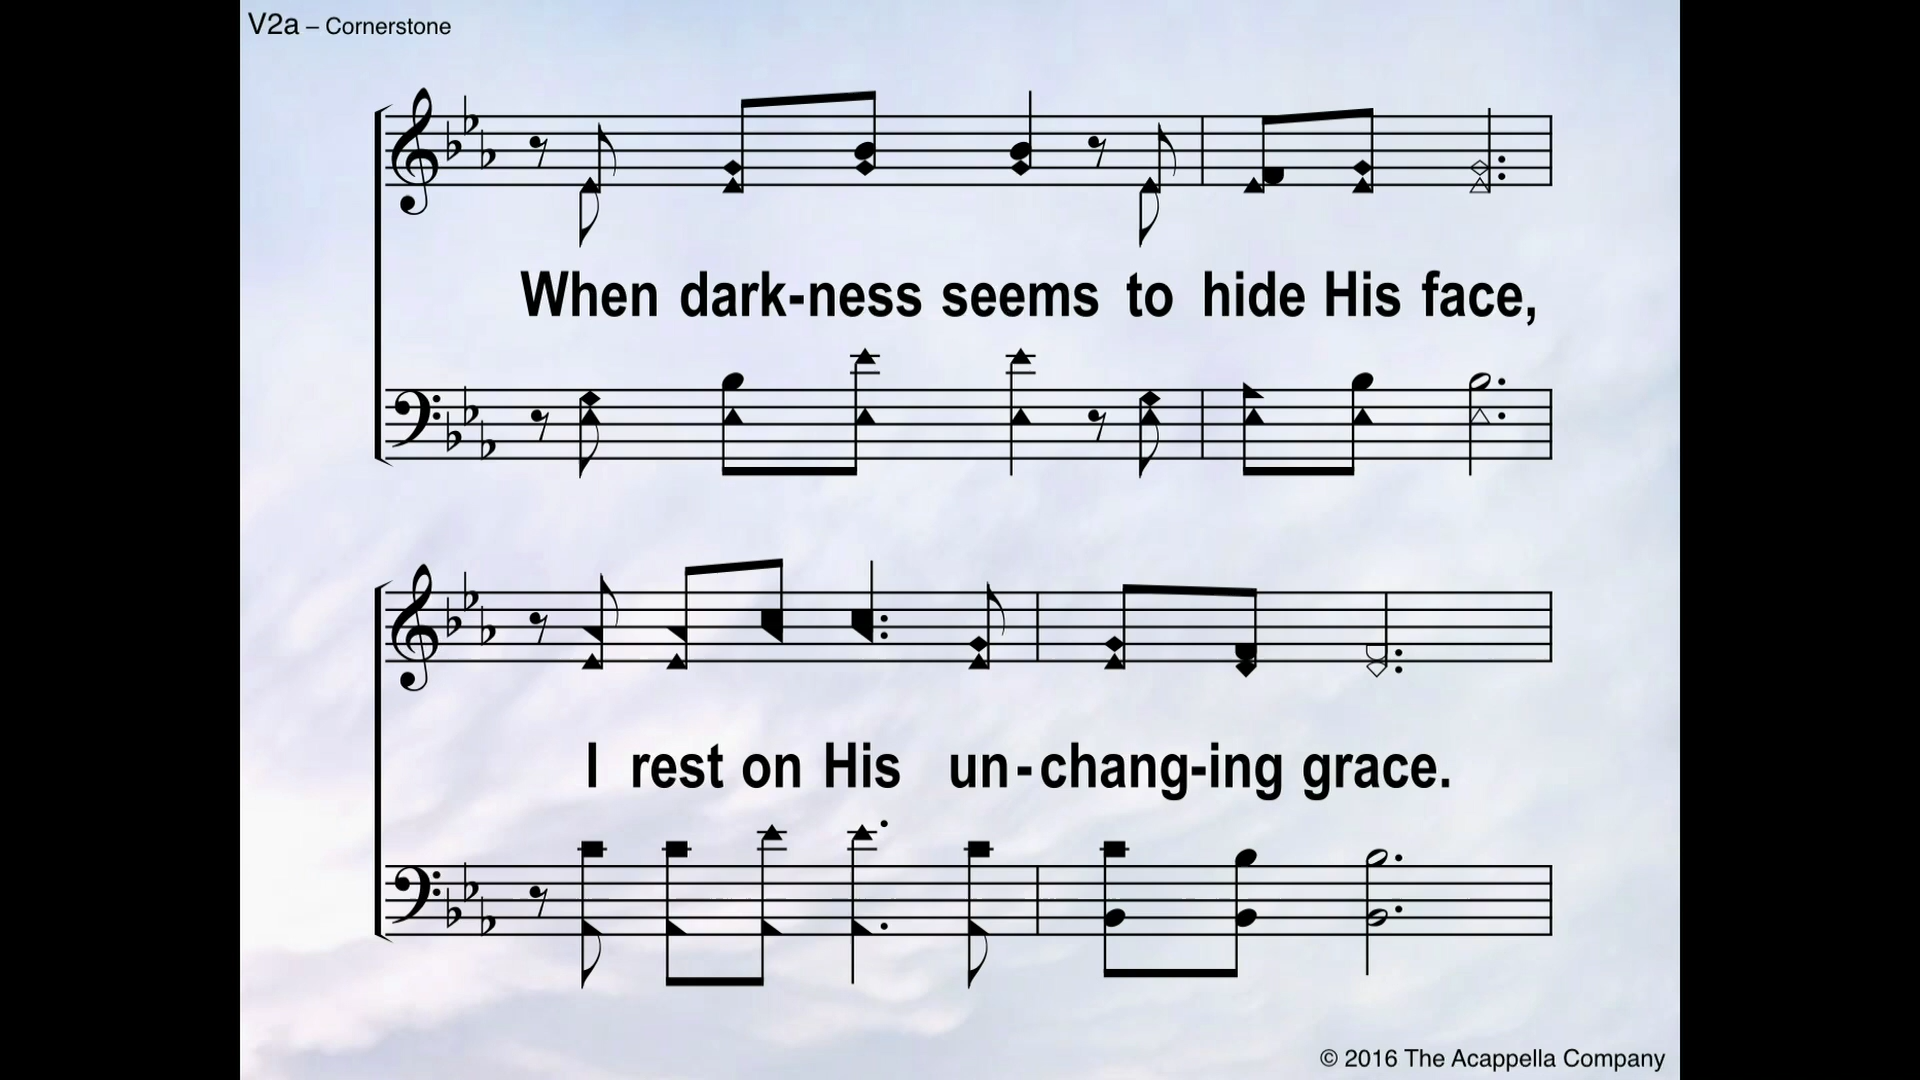 V2a – Cornerstone
When dark-ness seems to hide His face,
I rest on His un-chang-ing grace.
© 2016 The Acappella Company